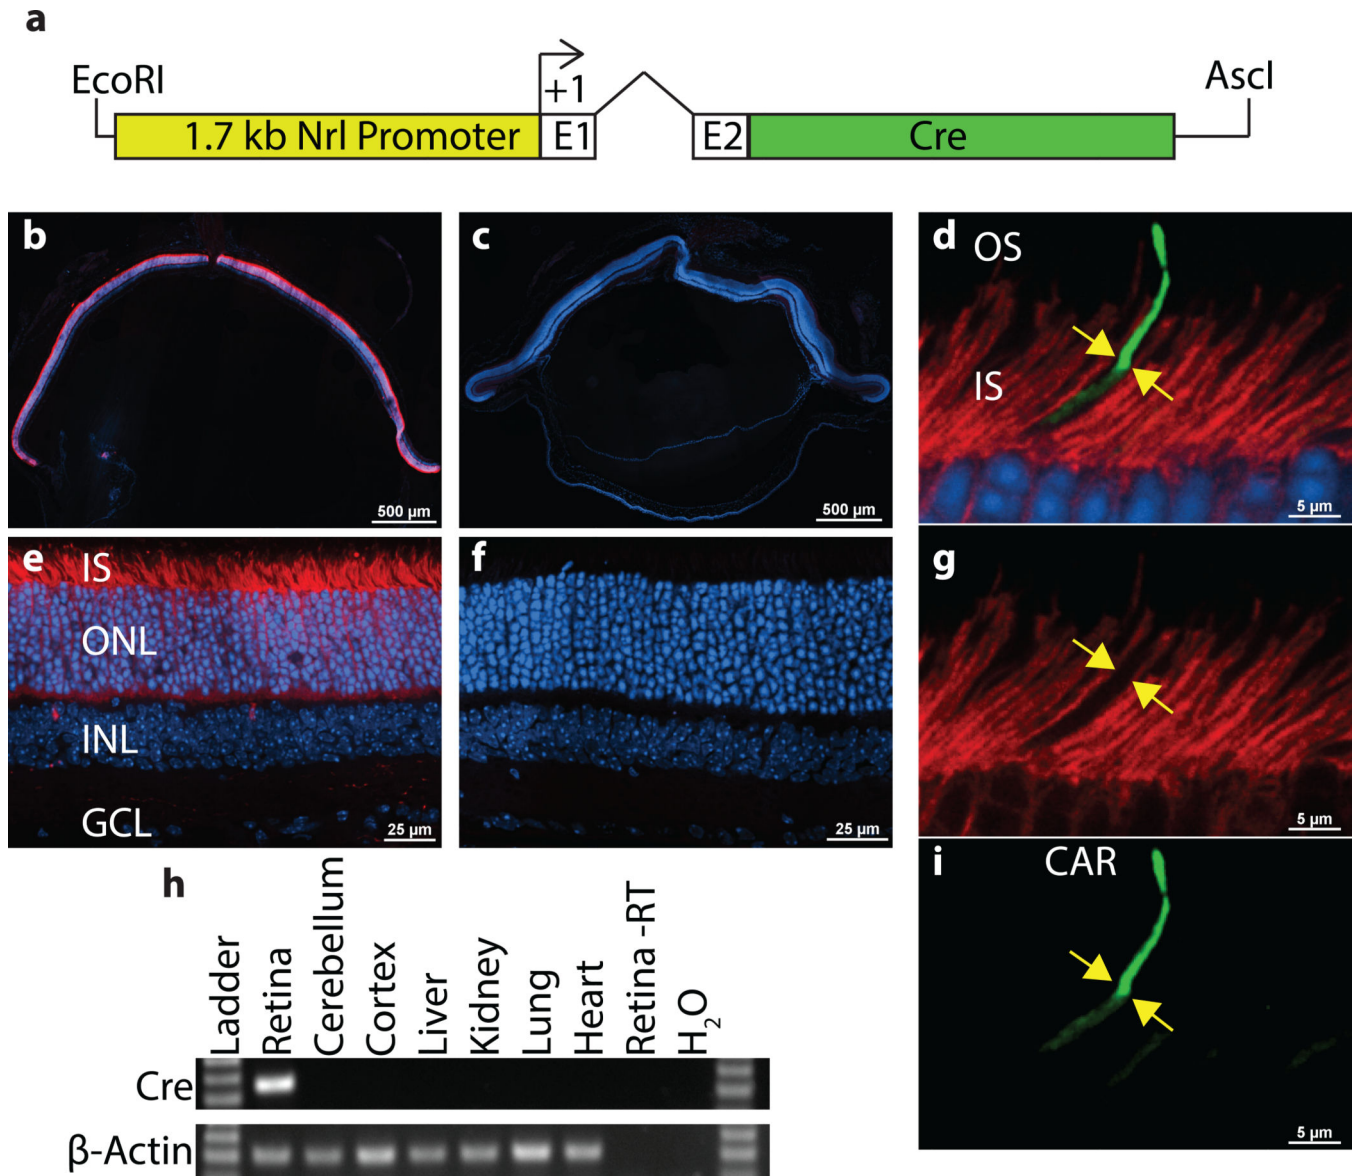 a
EcoRI
AscI
+1
1.7 kb Nrl Promoter
E1
E2
Cre
b
500 µm
c
500 µm
d
OS
IS
5 µm
e
IS
ONL
INL
GCL
25 µm
f
25 µm
g
5 µm
h
Ladder
Retina
Cerebellum
Cortex
Liver
Kidney
Lung
Heart
Retina -RT
H₂O
Cre
β-Actin
i
CAR
5 µm